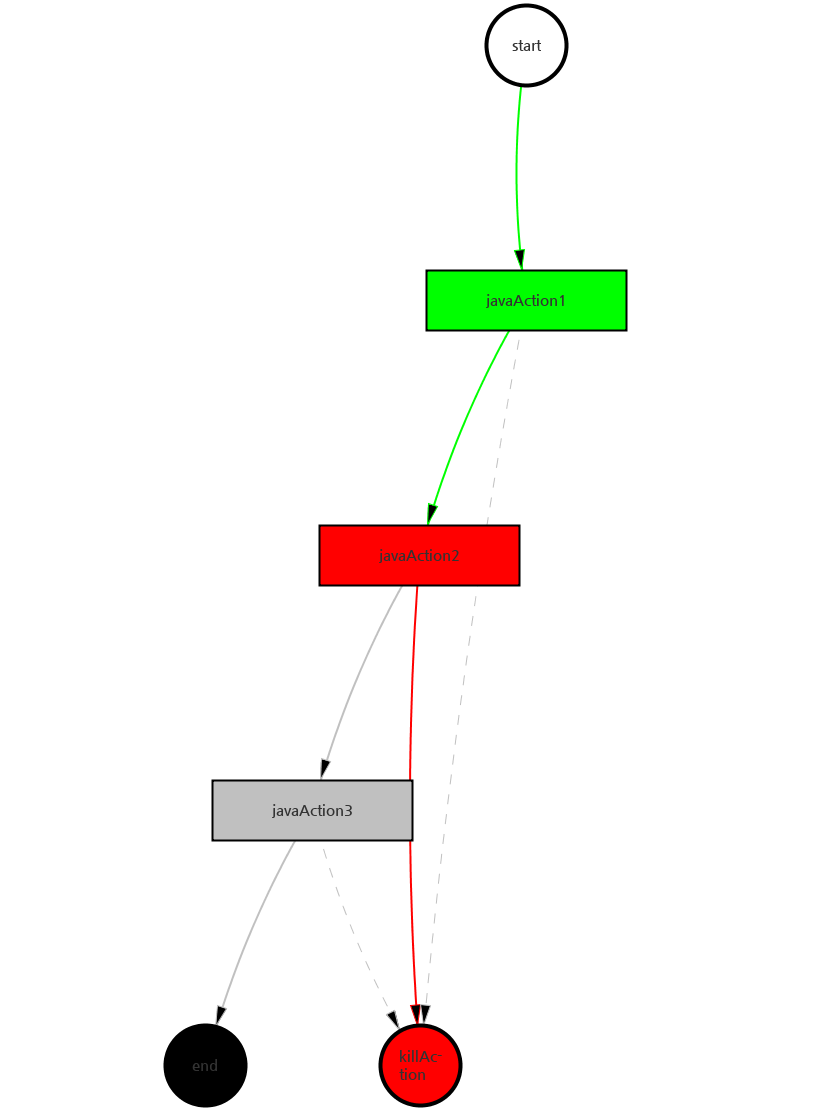 start
javaAction1
javaAction2
javaAction3
end
killAc-
tion